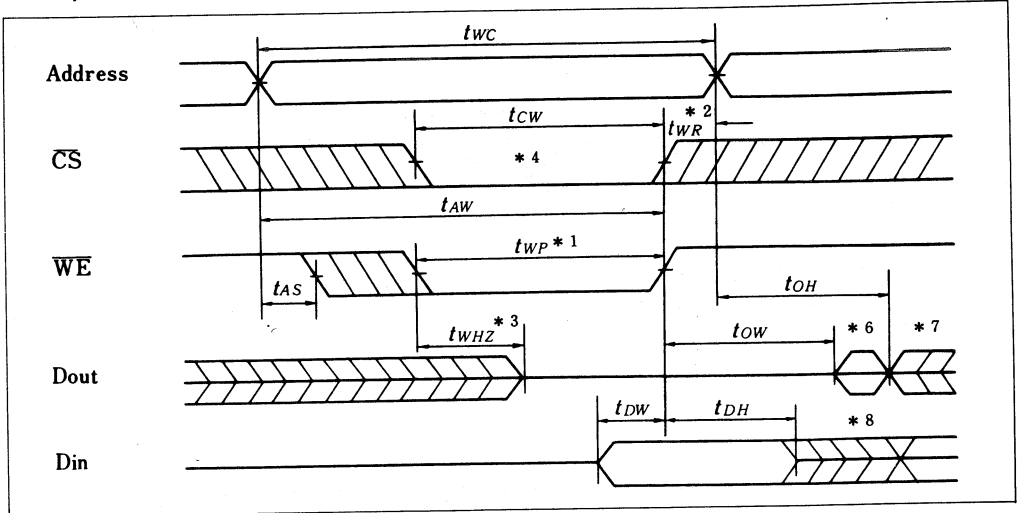 tWC
Address
tCW
*2
tWR
CS
*4
tAW
WE
tWP *1
tAS
tOH
tWHZ *3
tOW
*6
*7
Dout
tDW
tDH
*8
Din